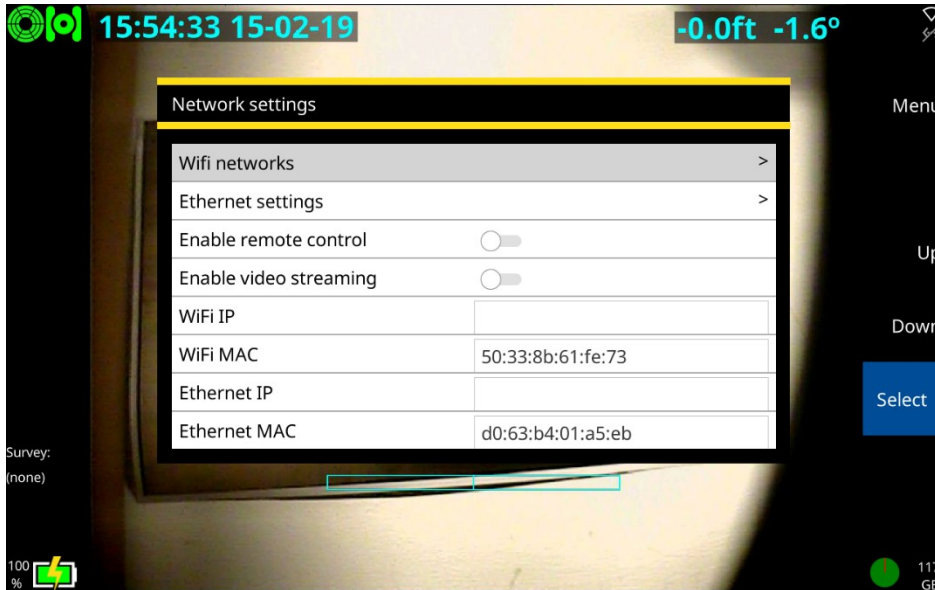 15:54:33 15-02-19
-0.0ft -1.6º
Network settings
Menu
Wifi networks >
Ethernet settings >
Enable remote control
Enable video streaming
Up
WiFi IP
Down
WiFi MAC 50:33:8b:61:fe:73
Ethernet IP
Select
Ethernet MAC d0:63:b4:01:a5:eb
Survey:
(none)
100
%